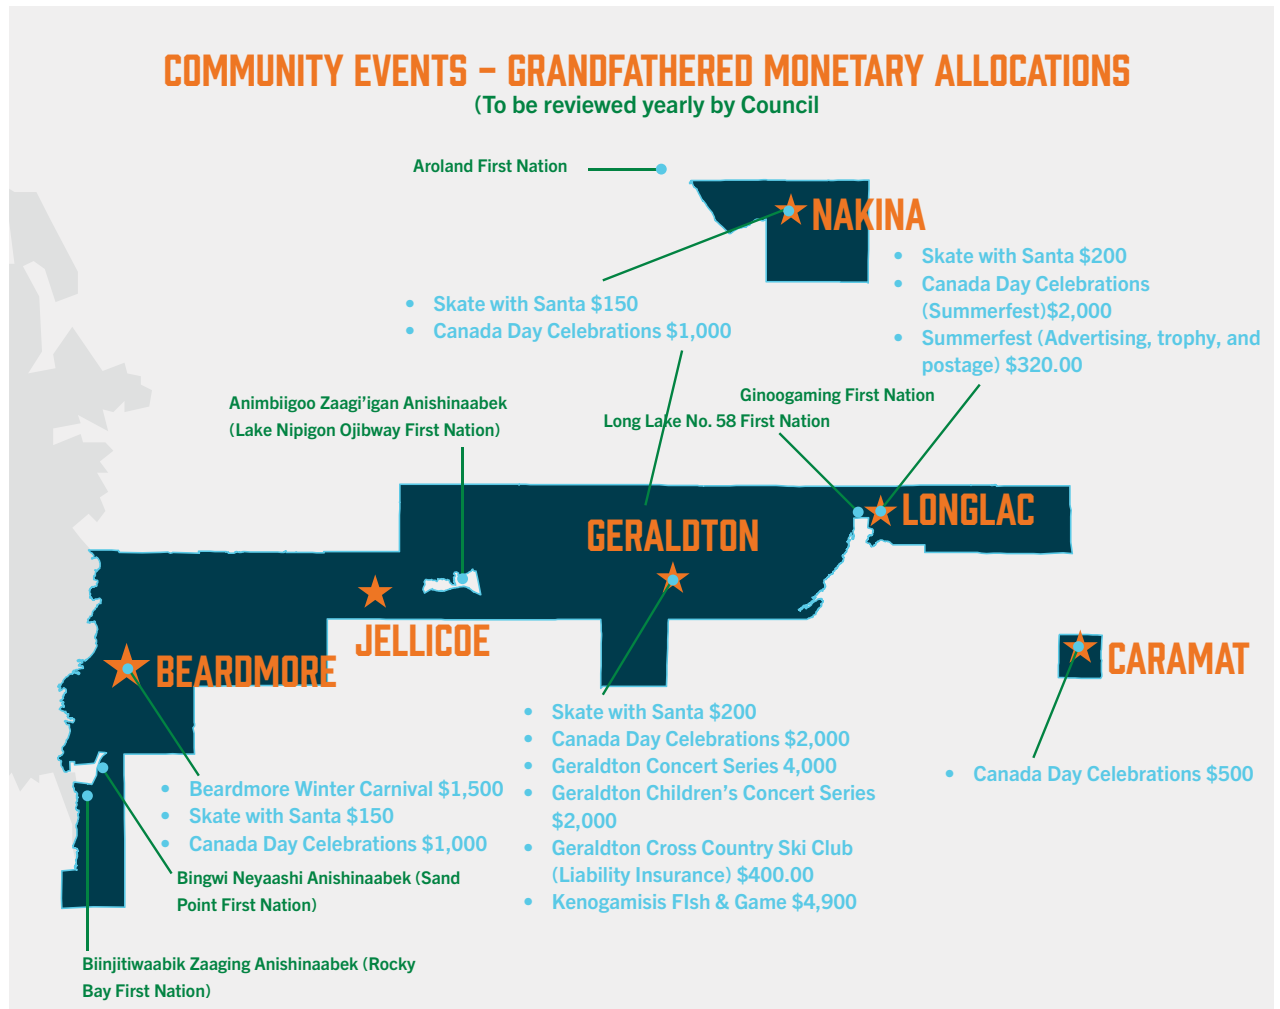 COMMUNITY EVENTS – GRANDFATHERED MONETARY ALLOCATIONS
(To be reviewed yearly by Council
Aroland First Nation
NAKINA
• Skate with Santa $150
• Canada Day Celebrations $1,000
• Skate with Santa $200
• Canada Day Celebrations
(Summerfest)$2,000
• Summerfest (Advertising, trophy, and
postage) $320.00
Animbiigoo Zaagi’igan Anishinaabek
(Lake Nipigon Ojibway First Nation)
Ginoogaming First Nation
Long Lake No. 58 First Nation
LONGLAC
GERALDTON
JELLICOE
BEARDMORE
CARAMAT
• Beardmore Winter Carnival $1,500
• Skate with Santa $150
• Canada Day Celebrations $1,000
Bingwi Neyaashi Anishinaabek (Sand
Point First Nation)
Biinjitiwaabik Zaaging Anishinaabek (Rocky
Bay First Nation)
• Skate with Santa $200
• Canada Day Celebrations $2,000
• Geraldton Concert Series 4,000
• Geraldton Children’s Concert Series
$2,000
• Geraldton Cross Country Ski Club
(Liability Insurance) $400.00
• Kenogamisis FIsh & Game $4,900
• Canada Day Celebrations $500